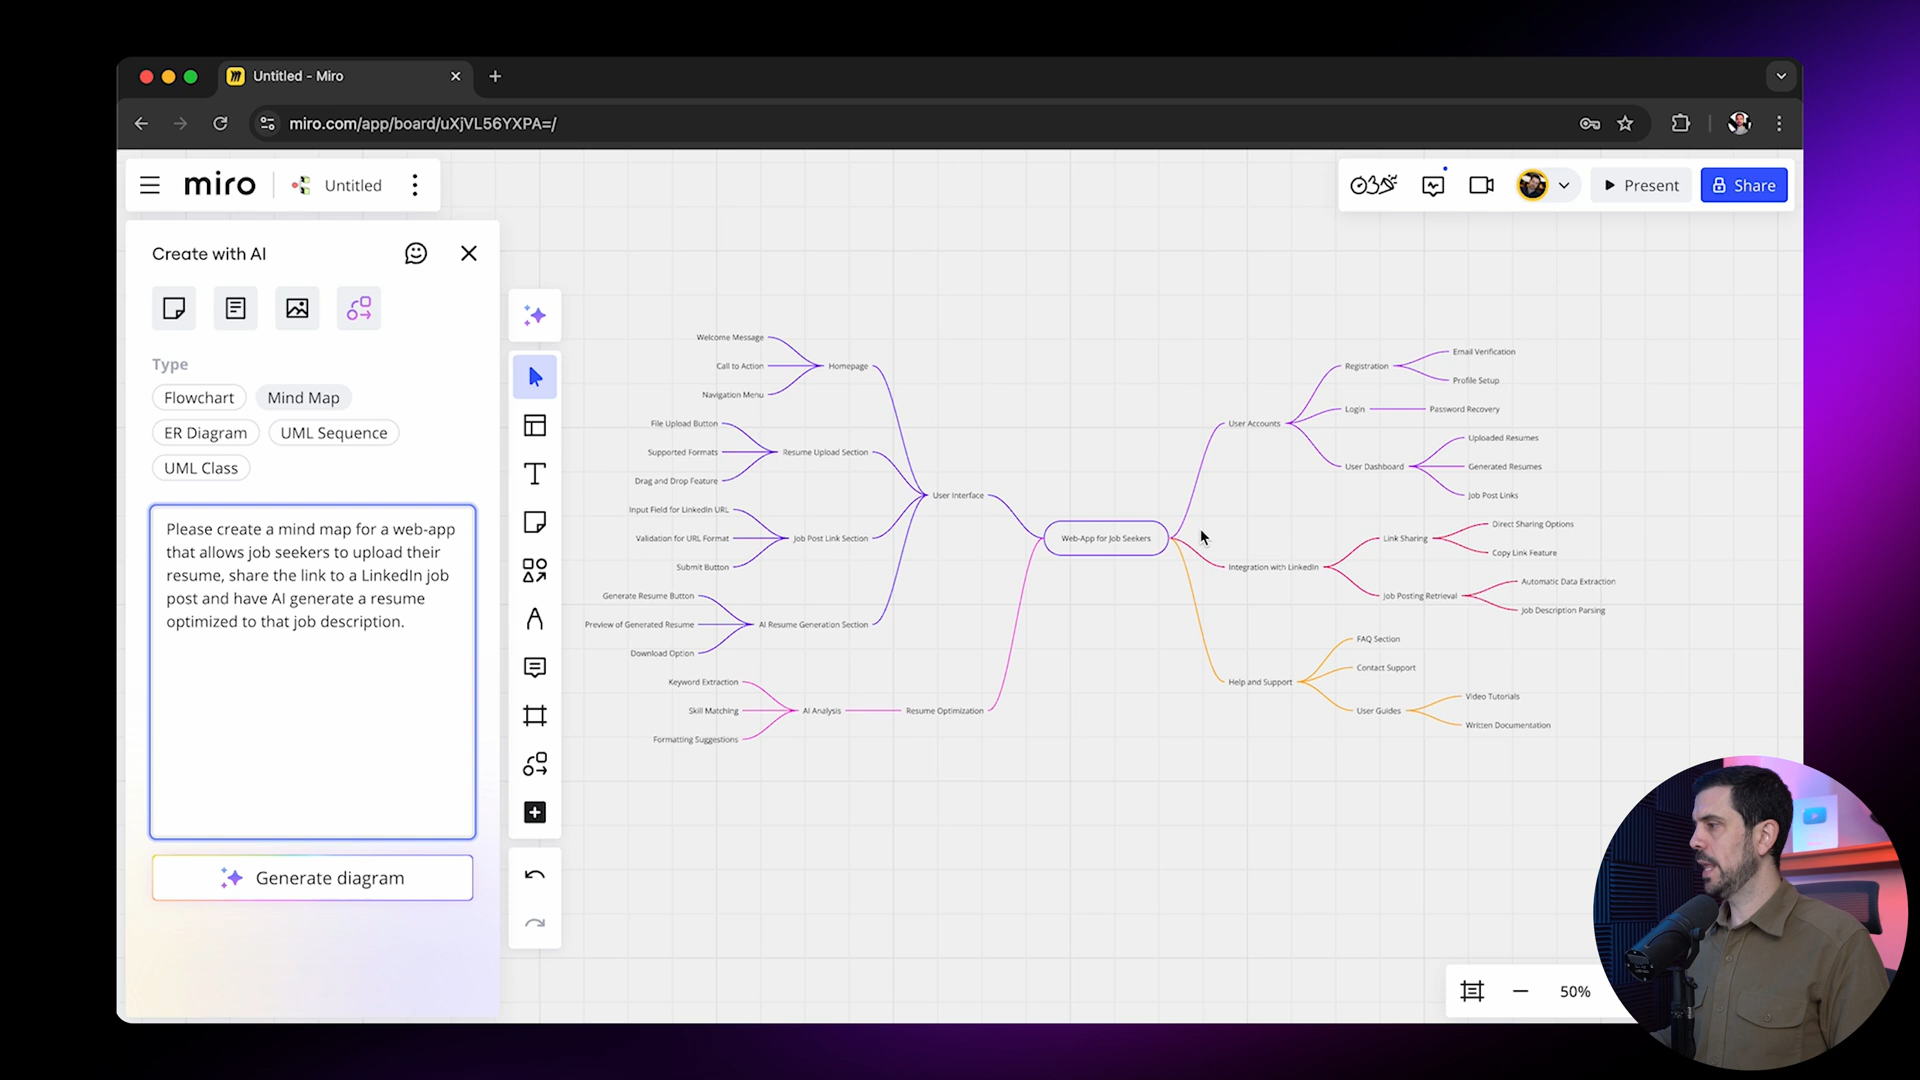 Untitled - Miro
miro.com/app/board/uXjVL56YXPA=/
miro
Untitled
Present
Share
Create with AI
Type
Flowchart
Mind Map
ER Diagram
UML Sequence
UML Class
Please create a mind map for a web-app
that allows job seekers to upload their
resume, share the link to a LinkedIn job
post and have AI generate a resume
optimized to that job description.
Generate diagram
Welcome Message
Call to Action
Navigation Menu
Homepage
File Upload Button
Supported Formats
Drag and Drop Feature
Resume Upload Section
Input Field for LinkedIn URL
Validation for URL Format
Submit Button
Job Post Link Section
Generate Resume Button
Preview of Generated Resume
Download Option
AI Resume Generation Section
User Interface
Keyword Extraction
Skill Matching
Formatting Suggestions
AI Analysis
Resume Optimization
Web-App for Job Seekers
User Accounts
Registration
Email Verification
Profile Setup
Login
Password Recovery
User Dashboard
Uploaded Resumes
Generated Resumes
Job Post Links
Integration with LinkedIn
Link Sharing
Direct Sharing Options
Copy Link Feature
Job Posting Retrieval
Automatic Data Extraction
Job Description Parsing
Help and Support
FAQ Section
Contact Support
User Guides
Video Tutorials
Written Documentation
50%